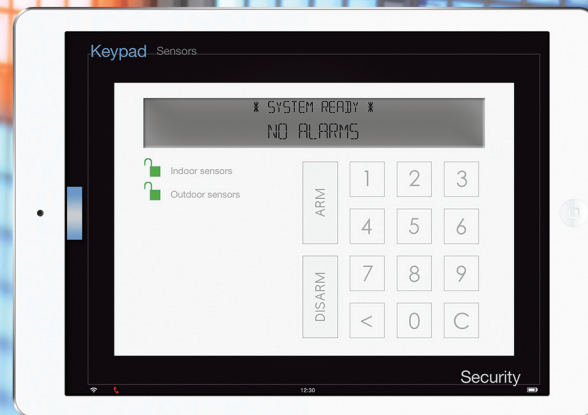 Keypad Sensors
* SYSTEM READY *
NO ALARMS
Indoor sensors
Outdoor sensors
ARM
DISARM
1 2 3
4 5 6
7 8 9
< 0 C
Security
12:30